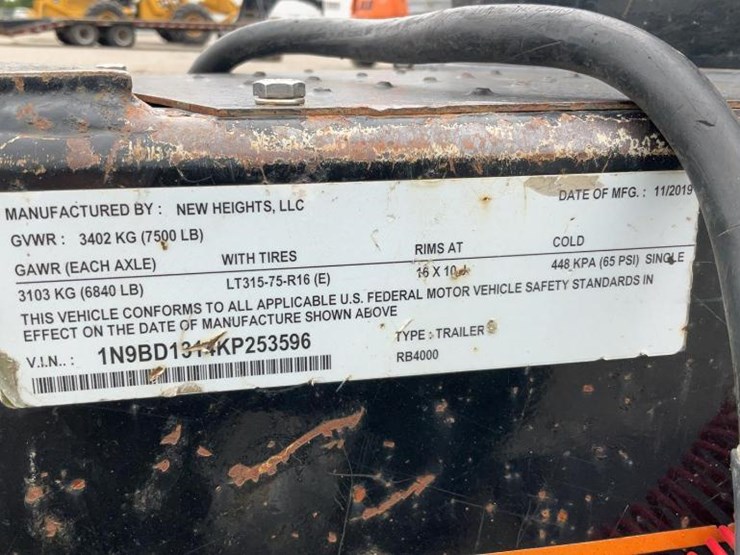 MANUFACTURED BY : NEW HEIGHTS, LLC DATE OF MFG. : 11/2019
GVWR : 3402 KG (7500 LB)
GAWR (EACH AXLE) WITH TIRES RIMS AT COLD
3103 KG (6840 LB) LT315-75-R16 (E) 16 X 10 448 KPA (65 PSI) SINGLE
THIS VEHICLE CONFORMS TO ALL APPLICABLE U.S. FEDERAL MOTOR VEHICLE SAFETY STANDARDS IN
EFFECT ON THE DATE OF MANUFACTURE SHOWN ABOVE
V.I.N.. : 1N9BD1314KP253596 TYPE : TRAILER
RB4000